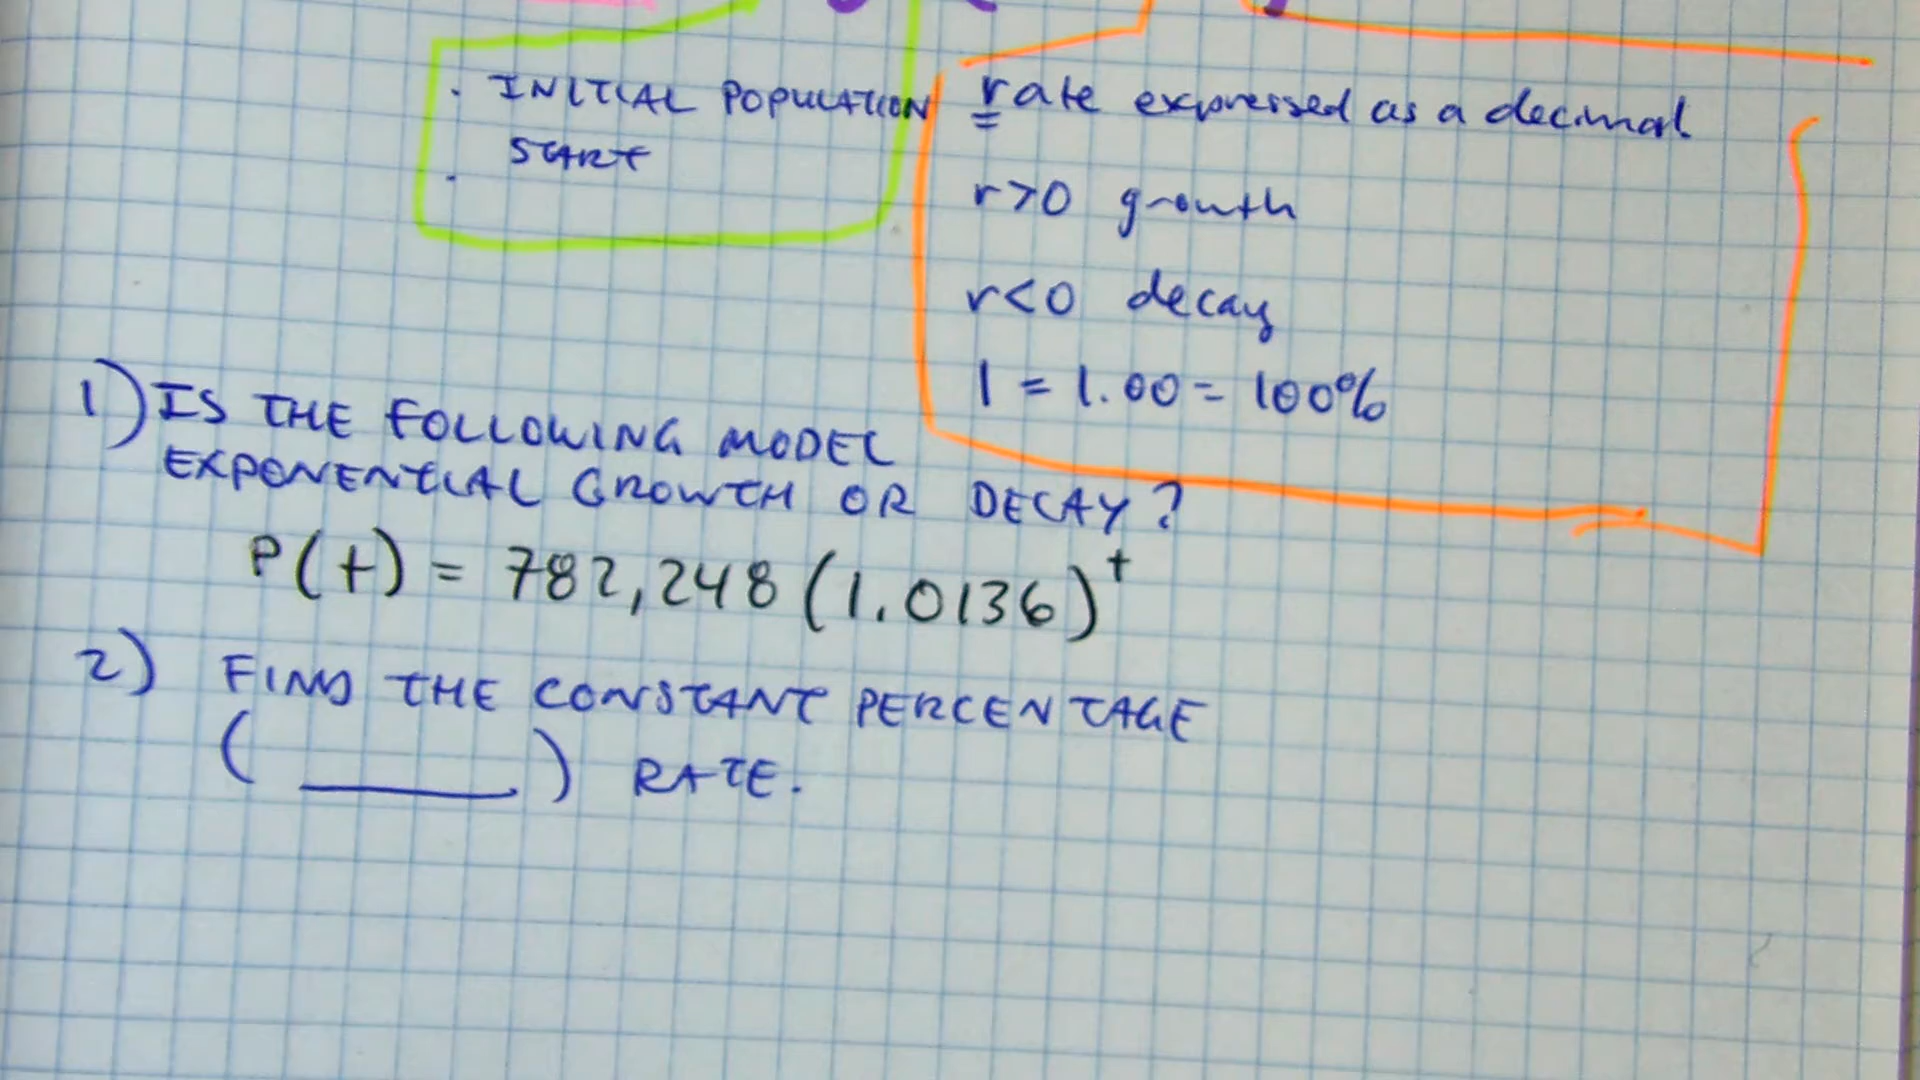 · INITIAL POPULATION
· START
rate expressed as a decimal
r>0 growth
r<0 decay
1 = 1.00 = 100%
1) IS THE FOLLOWING MODEL
EXPONENTIAL GROWTH OR DECAY?
P(t) = 782,248 (1.0136)^t
2) FIND THE CONSTANT PERCENTAGE
( ______ ) RATE.